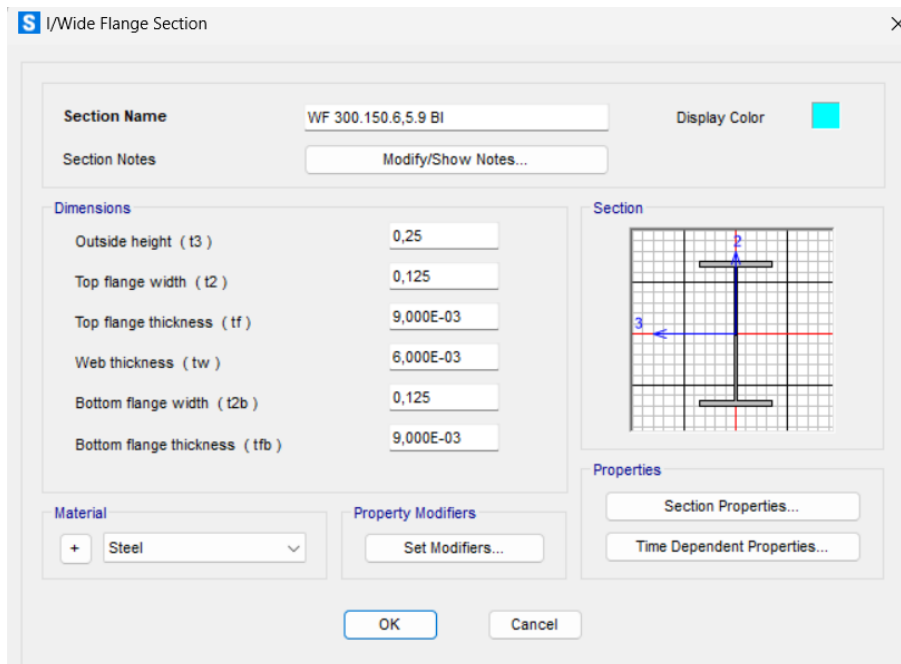 S I/Wide Flange Section
Section Name WF 300.150.6,5.9 BI Display Color
Section Notes Modify/Show Notes...
Dimensions
Outside height ( t3 ) 0,25
Top flange width ( t2 ) 0,125
Top flange thickness ( tf ) 9,000E-03
Web thickness ( tw ) 6,000E-03
Bottom flange width ( t2b ) 0,125
Bottom flange thickness ( tfb ) 9,000E-03
Section
2
3
Material
+ Steel
Property Modifiers
Set Modifiers...
Properties
Section Properties...
Time Dependent Properties...
OK Cancel